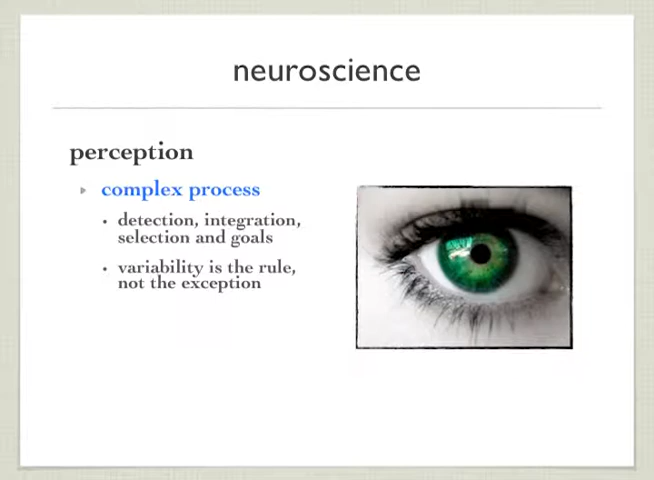 neuroscience
perception
complex process
detection, integration,
selection and goals
variability is the rule,
not the exception